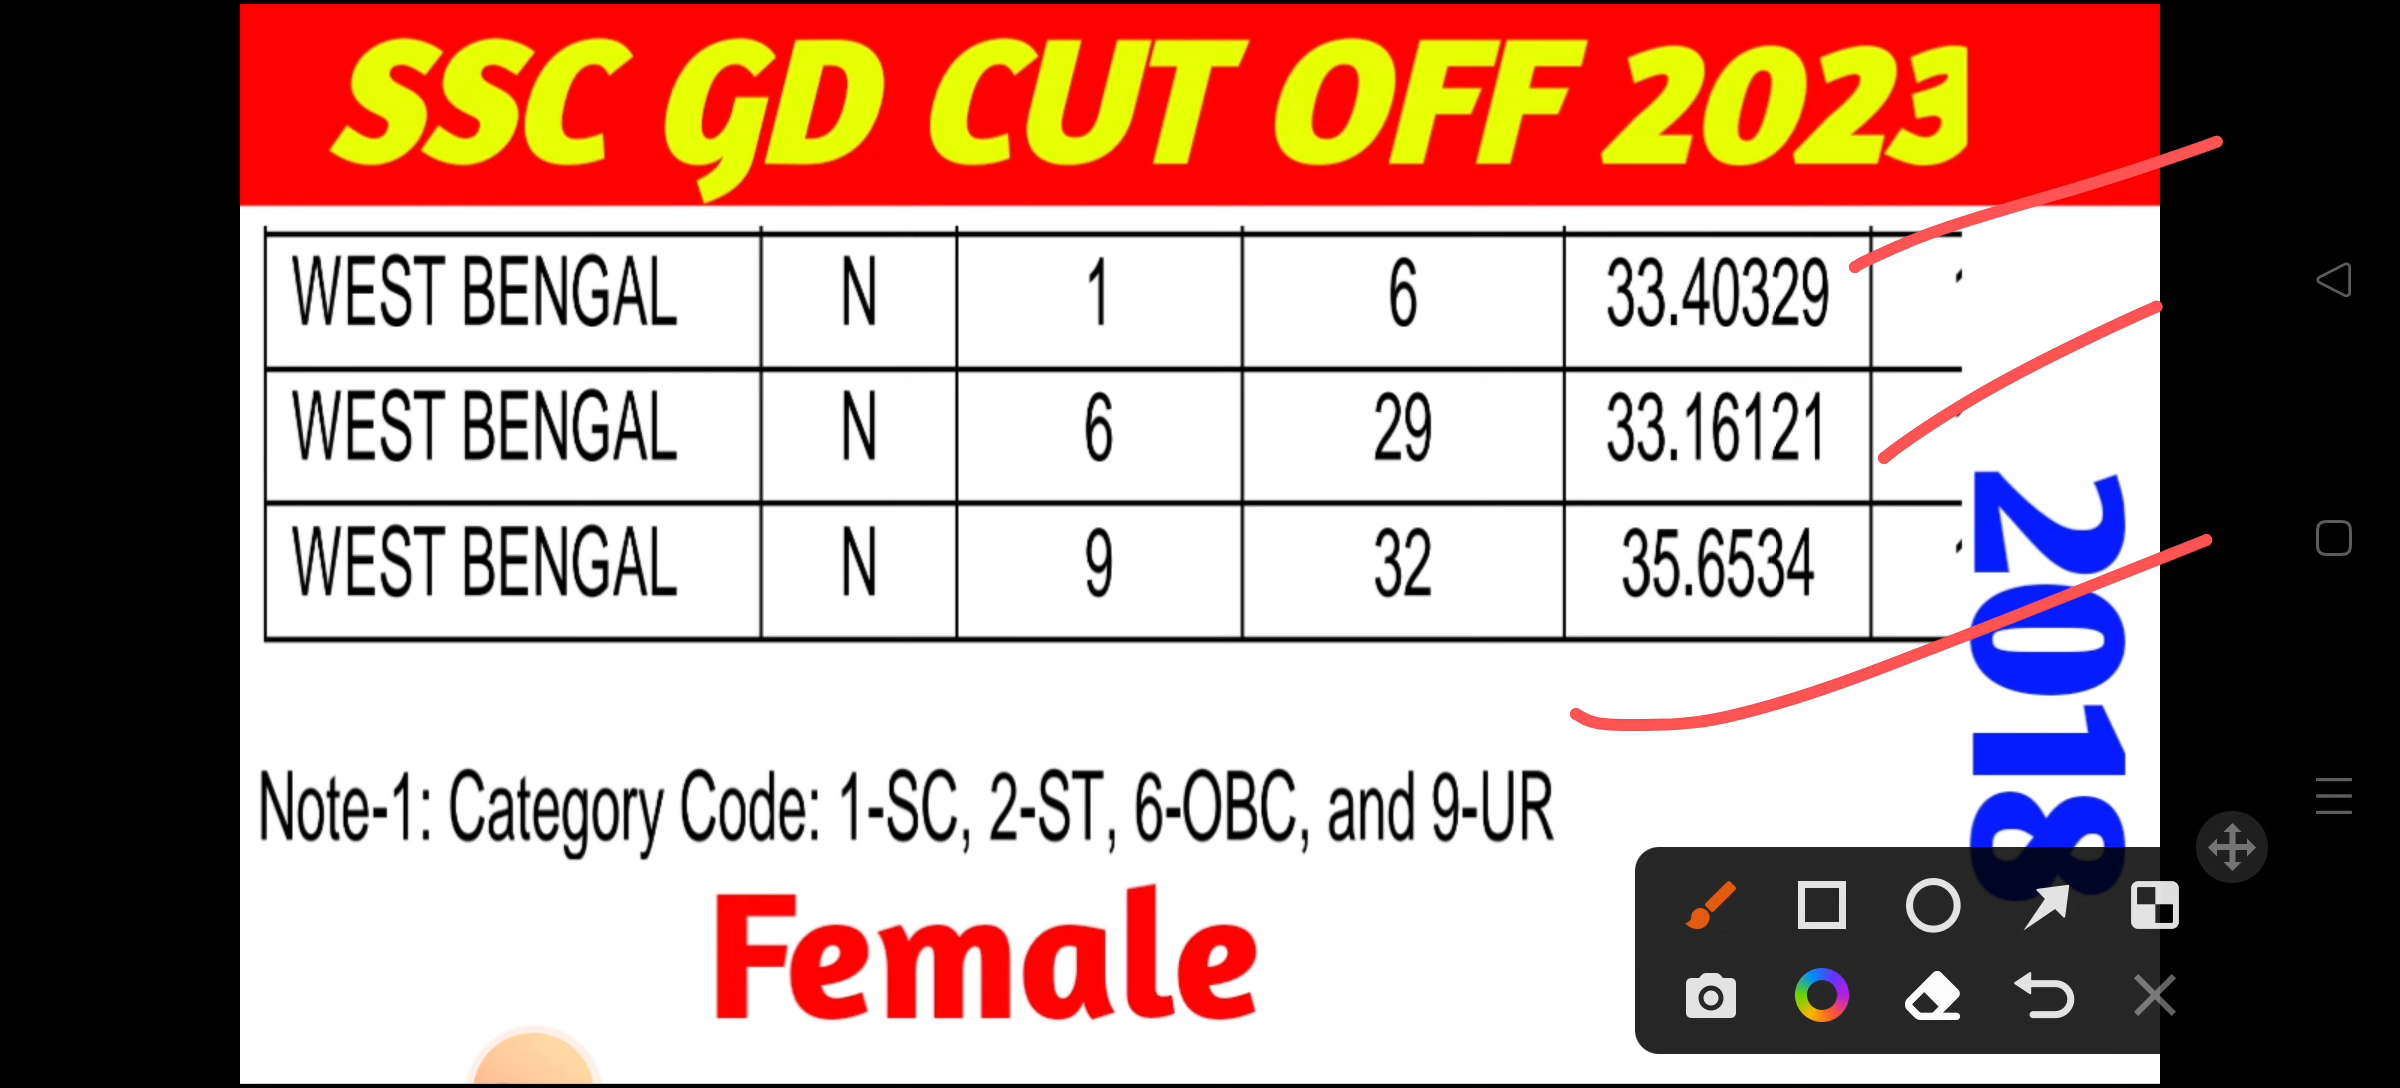 SSC GD CUT OFF 2023
WEST BENGAL N 1 6 33.40329
WEST BENGAL N 6 29 33.16121
WEST BENGAL N 9 32 35.6534
2018
Note-1: Category Code: 1-SC, 2-ST, 6-OBC, and 9-UR
Female